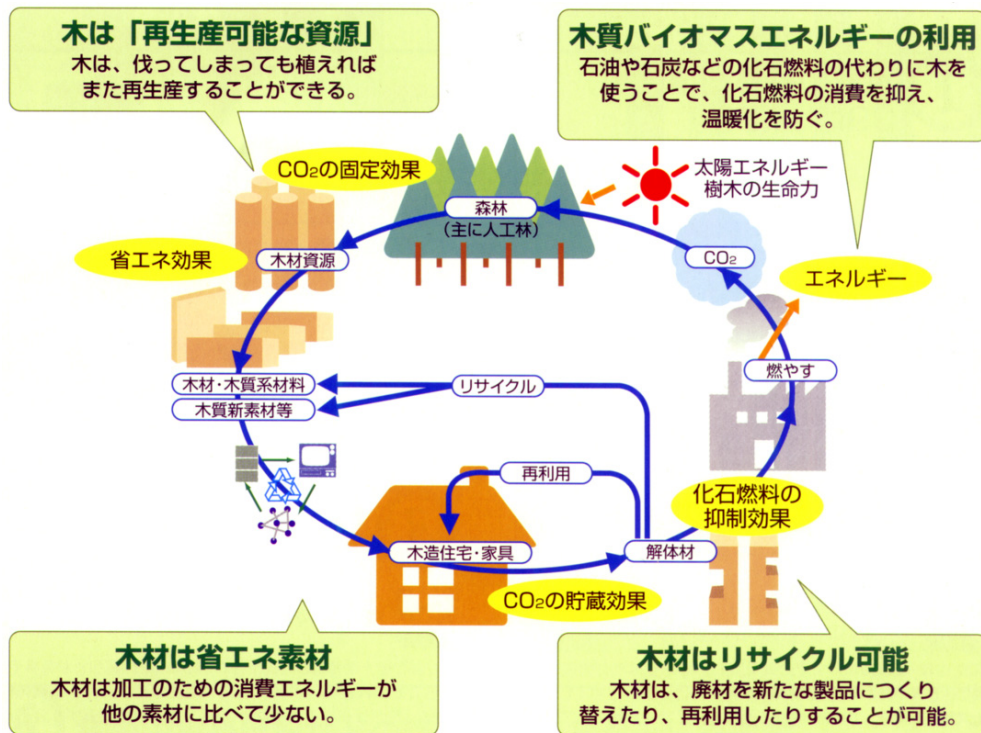 木は「再生産可能な資源」
木は、伐ってしまっても植えれば
また再生産することができる。
木質バイオマスエネルギーの利用
石油や石炭などの化石燃料の代わりに木を
使うことで、化石燃料の消費を抑え、
温暖化を防ぐ。
CO₂の固定効果
太陽エネルギー
樹木の生命力
森林
(主に人工林)
省エネ効果
木材資源
CO₂
エネルギー
燃やす
木材・木質系材料
リサイクル
木質新素材等
再利用
化石燃料の
抑制効果
木造住宅・家具
解体材
CO₂の貯蔵効果
木材は省エネ素材
木材は加工のための消費エネルギーが
他の素材に比べて少ない。
木材はリサイクル可能
木材は、廃材を新たな製品につくり
替えたり、再利用したりすることが可能。